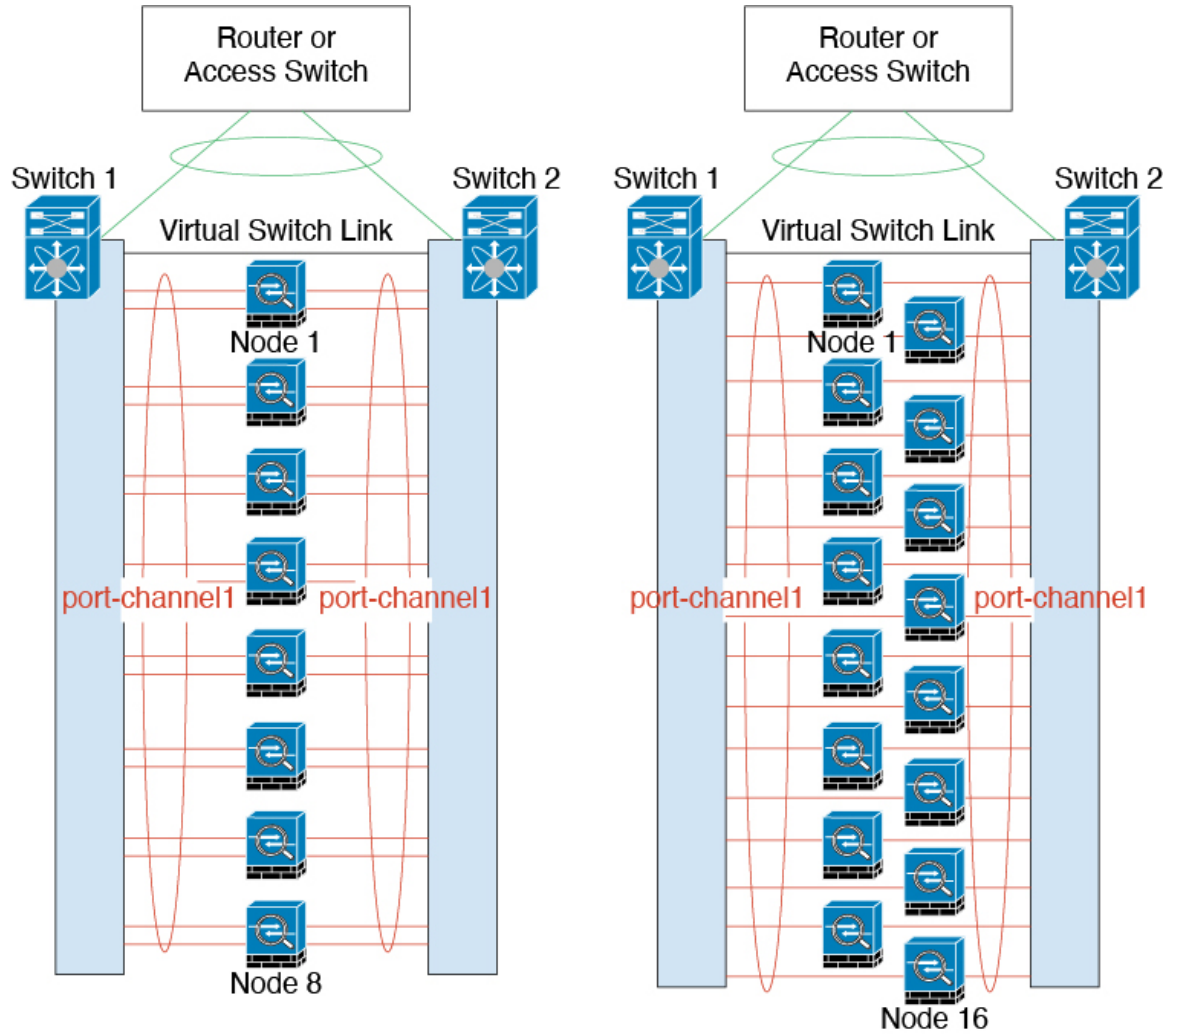 Router or
Access Switch
Switch 1
Switch 2
Virtual Switch Link
Node 1
port-channel1
port-channel1
Node 8
Router or
Access Switch
Switch 1
Switch 2
Virtual Switch Link
Node 1
port-channel1
port-channel1
Node 16